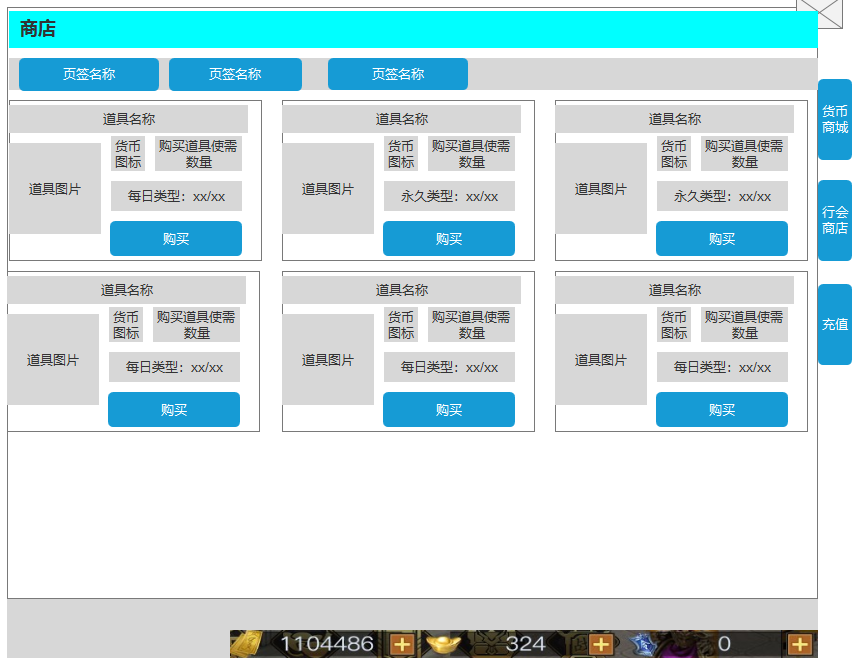 商店
页签名称
页签名称
页签名称
道具名称
货币
图标
购买道具使需
数量
道具图片
每日类型：xx/xx
购买
道具名称
货币
图标
购买道具使需
数量
道具图片
永久类型：xx/xx
购买
道具名称
货币
图标
购买道具使需
数量
道具图片
永久类型：xx/xx
购买
道具名称
货币
图标
购买道具使需
数量
道具图片
每日类型：xx/xx
购买
道具名称
货币
图标
购买道具使需
数量
道具图片
每日类型：xx/xx
购买
道具名称
货币
图标
购买道具使需
数量
道具图片
每日类型：xx/xx
购买
货币
商城
行会
商店
充值
1104486
324
0